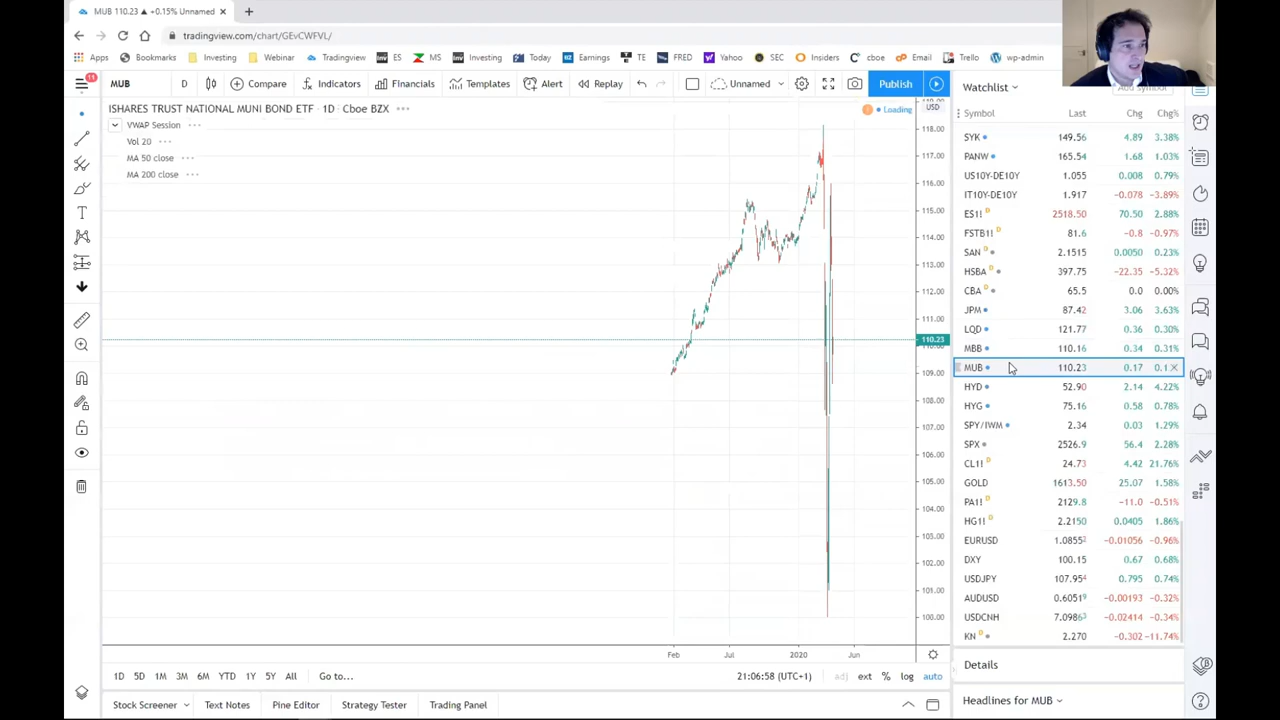 MUB 110.23 ▲ +0.15% Unnamed
tradingview.com/chart/GEvCWFVL/
Apps Bookmarks Investing Webinar Tradingview ES MS Investing Today Earnings TE FRED Yahoo SEC Insiders cboe Email Trello wp-admin
11
MUB D Compare Indicators Financials Templates Alert Replay Unnamed Publish
ISHARES TRUST NATIONAL MUNI BOND ETF · 1D · Cboe BZX
Loading
USD
VWAP Session
Vol 20
MA 50 close
MA 200 close
118.00
117.00
116.00
115.00
114.00
113.00
112.00
111.00
110.23
109.00
108.00
107.00
106.00
105.00
104.00
103.00
102.00
101.00
100.00
Feb Jul 2020 Jun
1D 5D 1M 3M 6M YTD 1Y 5Y All Go to...
21:06:58 (UTC+1) adj ext % log auto
Stock Screener Text Notes Pine Editor Strategy Tester Trading Panel
Watchlist
Symbol Last Chg Chg%
SYK 149.56 4.89 3.38%
PANW 165.54 1.68 1.03%
US10Y-DE10Y 1.055 0.008 0.79%
IT10Y-DE10Y 1.917 -0.078 -3.89%
ES1! D 2518.50 70.50 2.88%
FSTB1! D 81.6 -0.8 -0.97%
SAN 2.1515 0.0050 0.23%
HSBA D 397.75 -22.35 -5.32%
CBA D 65.5 0.0 0.00%
JPM 87.42 3.06 3.63%
LQD 121.77 0.36 0.30%
MBB 110.16 0.34 0.31%
MUB 110.23 0.17 0.1
HYD 52.90 2.14 4.22%
HYG 75.16 0.58 0.78%
SPY/IWM 2.34 0.03 1.29%
SPX 2526.9 56.4 2.28%
CL1! D 24.73 4.42 21.76%
GOLD 1613.50 25.07 1.58%
PA1! D 2129.8 -11.0 -0.51%
HG1! D 2.2150 0.0405 1.86%
EURUSD 1.08552 -0.01056 -0.96%
DXY 100.15 0.67 0.68%
USDJPY 107.954 0.795 0.74%
AUDUSD 0.60519 -0.00193 -0.32%
USDCNH 7.09863 -0.02414 -0.34%
KN 2.270 -0.302 -11.74%
Details
Headlines for MUB